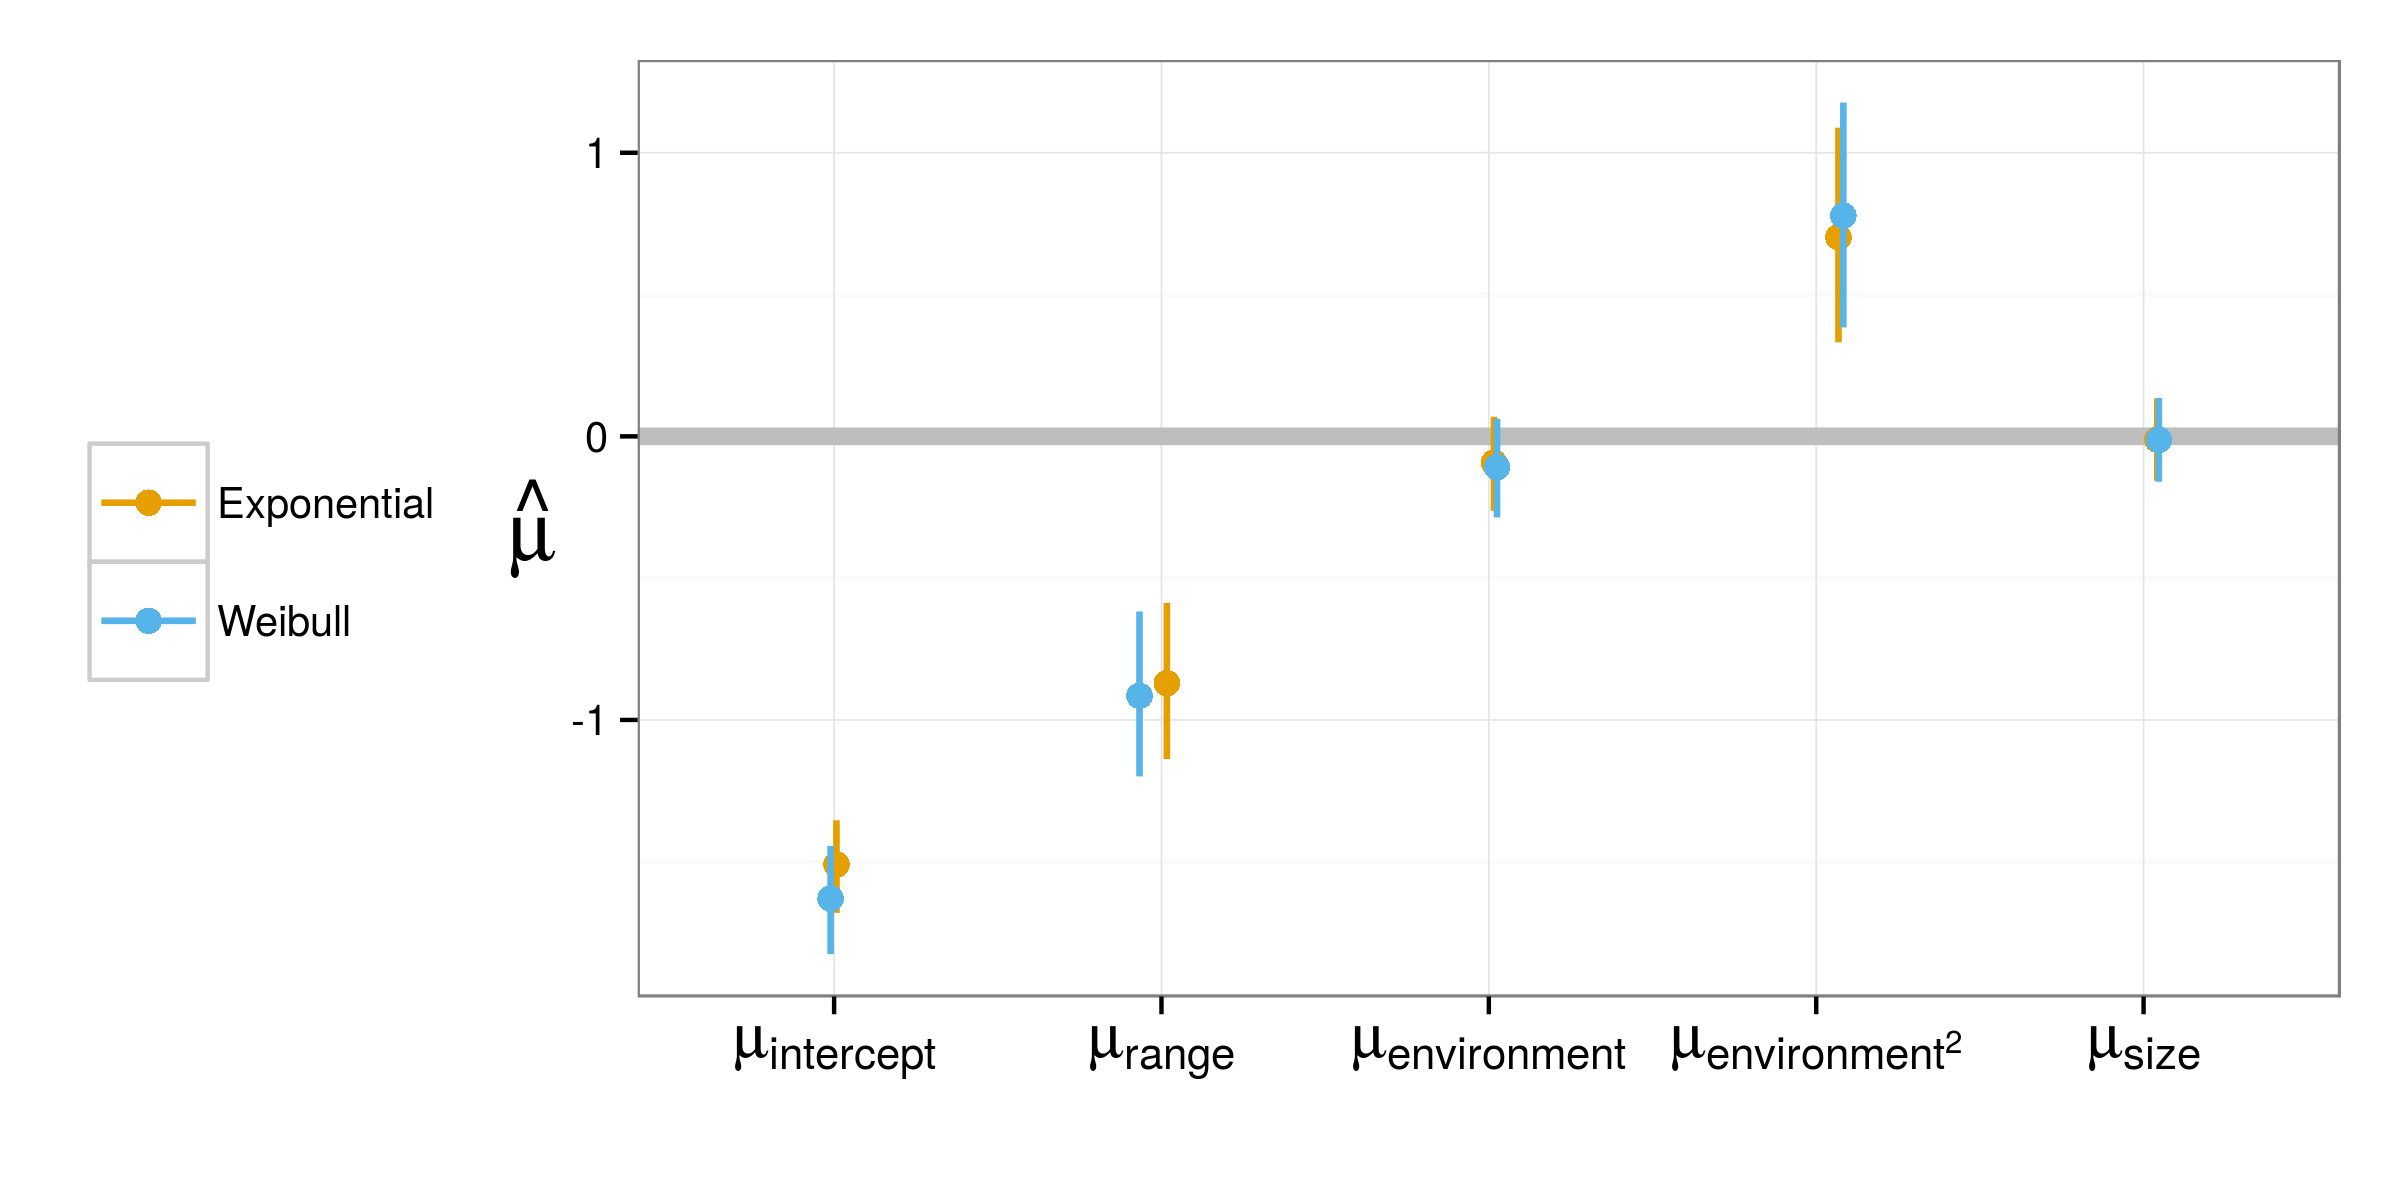 1
0
-1
μ̂
Exponential
Weibull
μintercept
μrange
μenvironment
μenvironment²
μsize